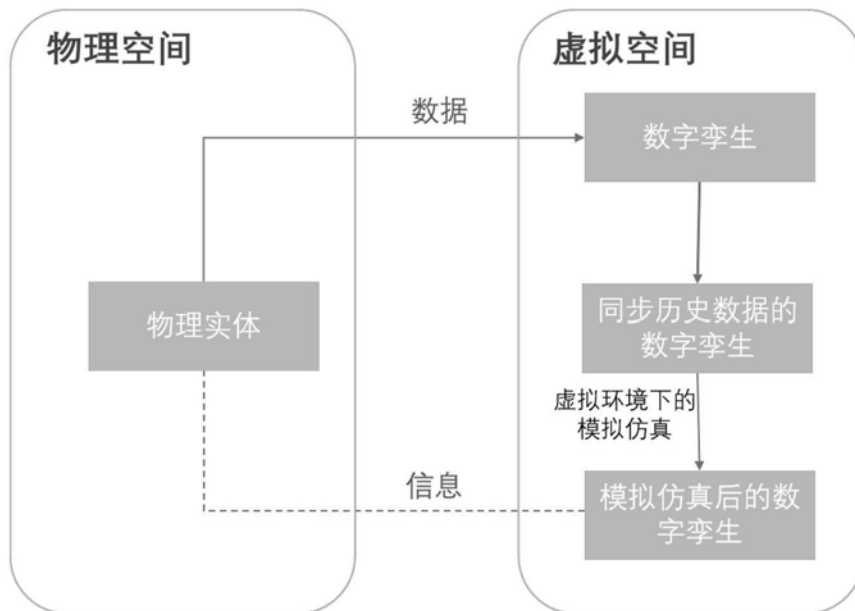 物理空间
虚拟空间
数据
数字孪生
物理实体
同步历史数据的
数字孪生
虚拟环境下的
模拟仿真
信息
模拟仿真后的数
字孪生